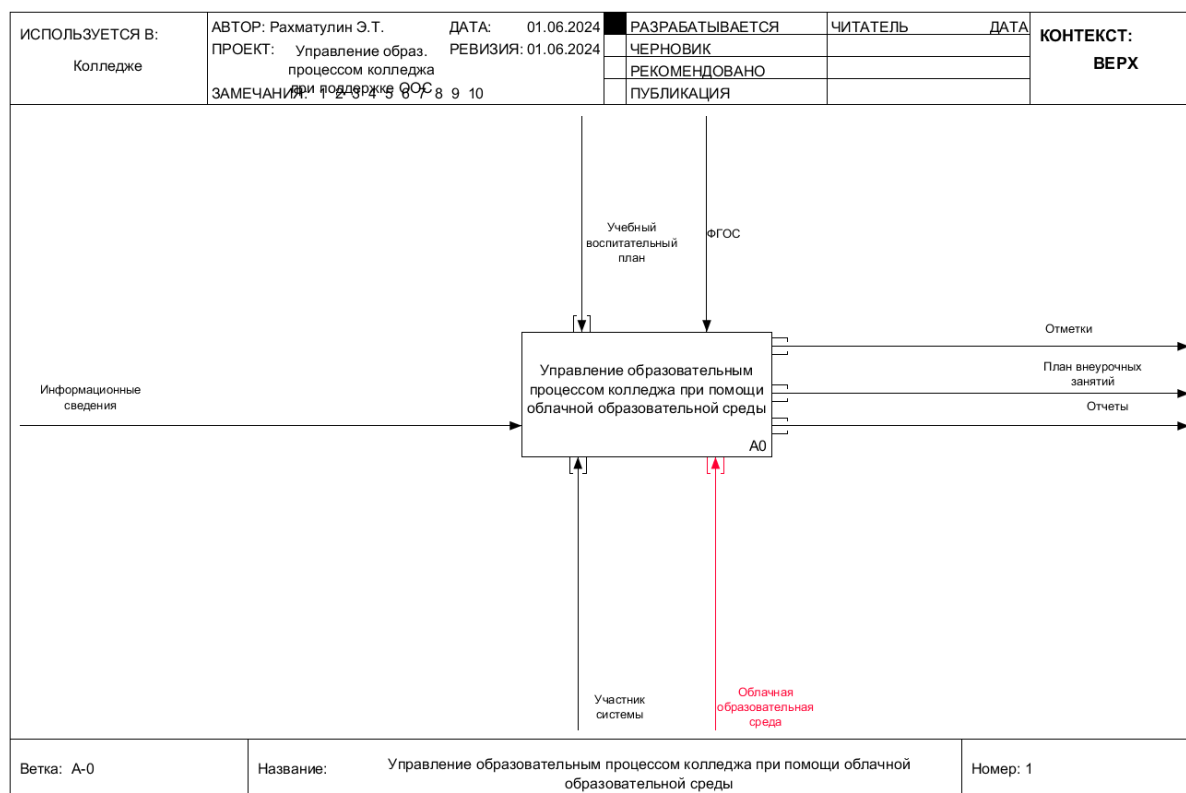 ИСПОЛЬЗУЕТСЯ В:
Колледже
АВТОР: Рахматулин Э.Т.
ДАТА: 01.06.2024
ПРОЕКТ: Управление образ.
процессом колледжа
при поддержке ООС
РЕВИЗИЯ: 01.06.2024
ЗАМЕЧАНИЯ: 1 2 3 4 5 6 7 8 9 10
РАЗРАБАТЫВАЕТСЯ
ЧЕРНОВИК
РЕКОМЕНДОВАНО
ПУБЛИКАЦИЯ
ЧИТАТЕЛЬ ДАТА
КОНТЕКСТ:
ВЕРХ
Учебный
воспитательный
план
ФГОС
Информационные
сведения
Управление образовательным
процессом колледжа при помощи
облачной образовательной среды
A0
Отметки
План внеурочных
занятий
Отчеты
Участник
системы
Облачная
образовательная
среда
Ветка: A-0
Название:
Управление образовательным процессом колледжа при помощи облачной
образовательной среды
Номер: 1